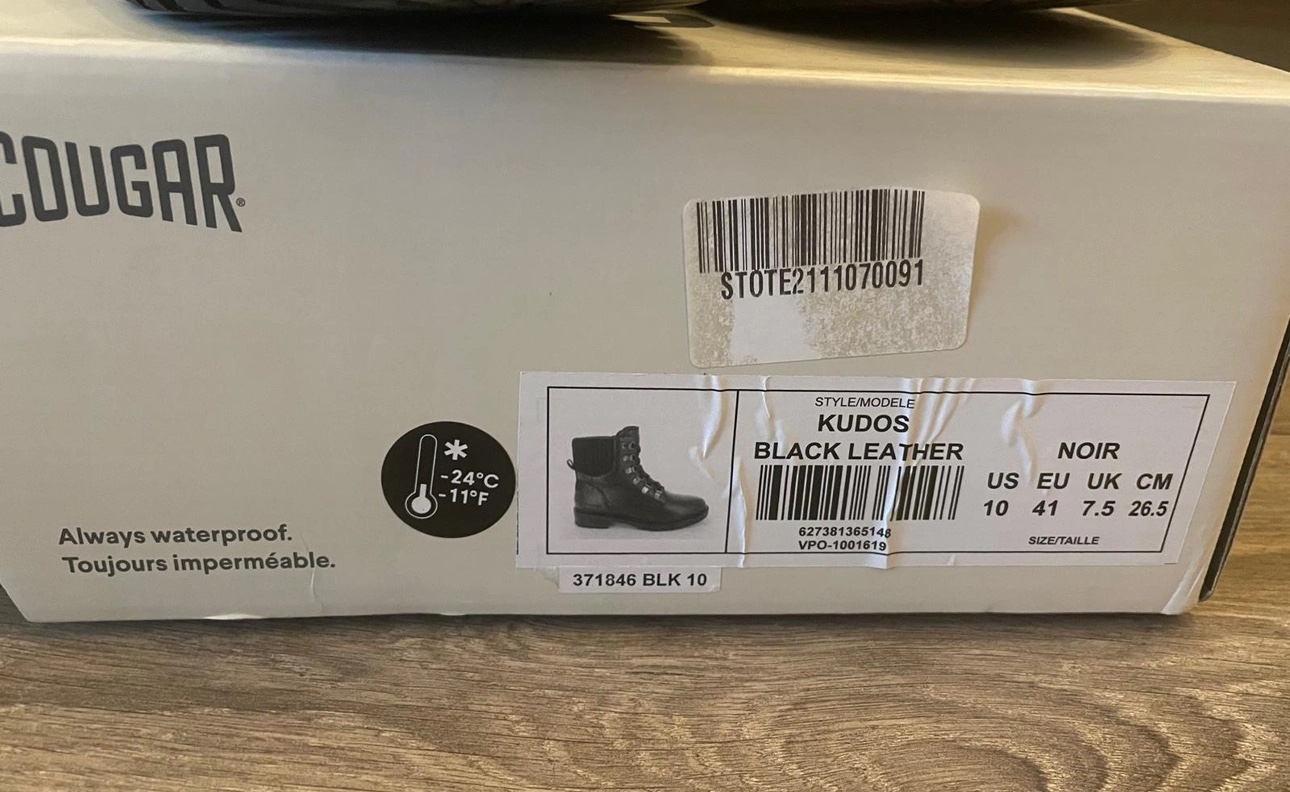 COUGAR®
STOTE2111070091
STYLE/MODELE
KUDOS
BLACK LEATHER NOIR
US EU UK CM
10 41 7.5 26.5
627381365148
VPO-1001619
SIZE/TAILLE
-24°C
-11°F
Always waterproof.
Toujours imperméable.
371846 BLK 10